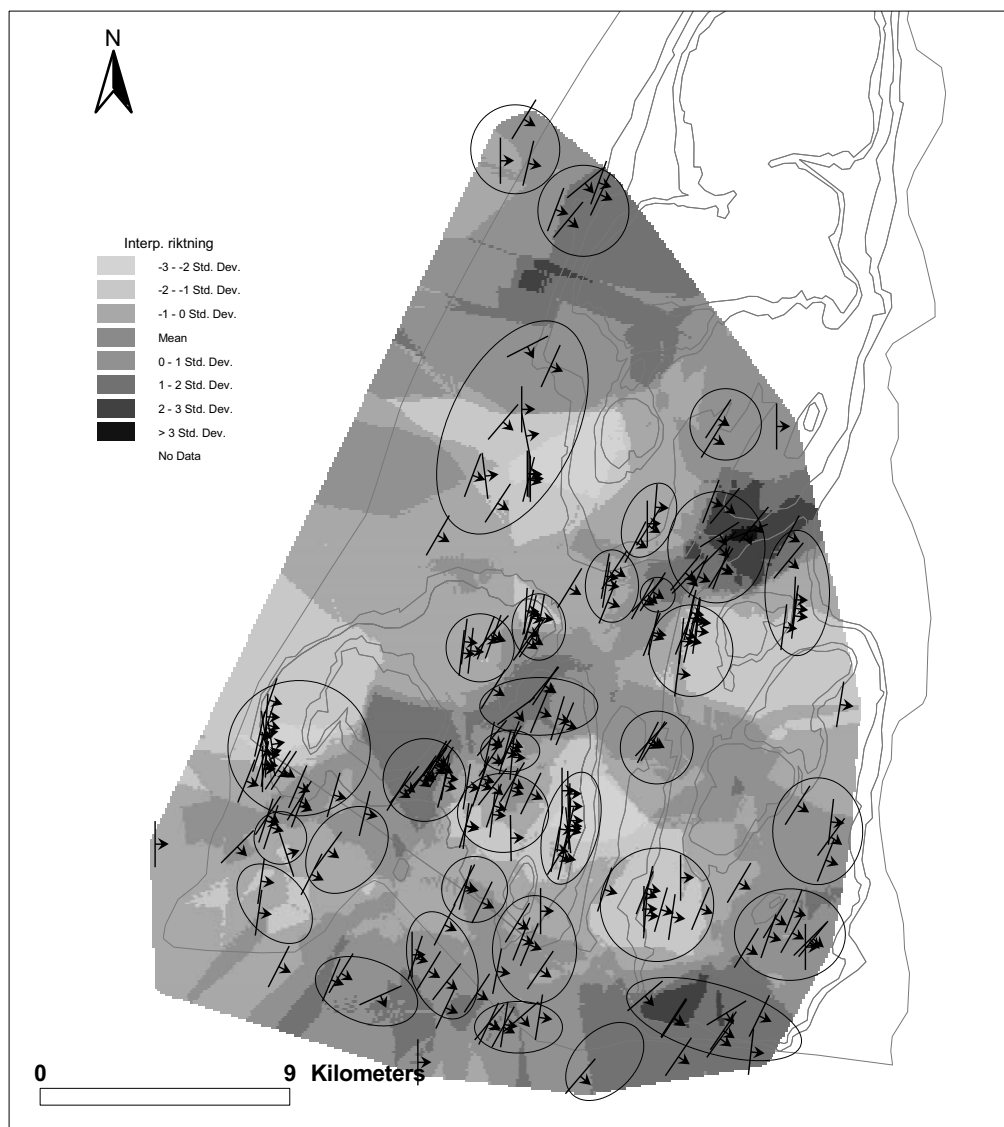 N
Interp. riktning
-3 - -2 Std. Dev.
-2 - -1 Std. Dev.
-1 - 0 Std. Dev.
Mean
0 - 1 Std. Dev.
1 - 2 Std. Dev.
2 - 3 Std. Dev.
> 3 Std. Dev.
No Data
0 9 Kilometers